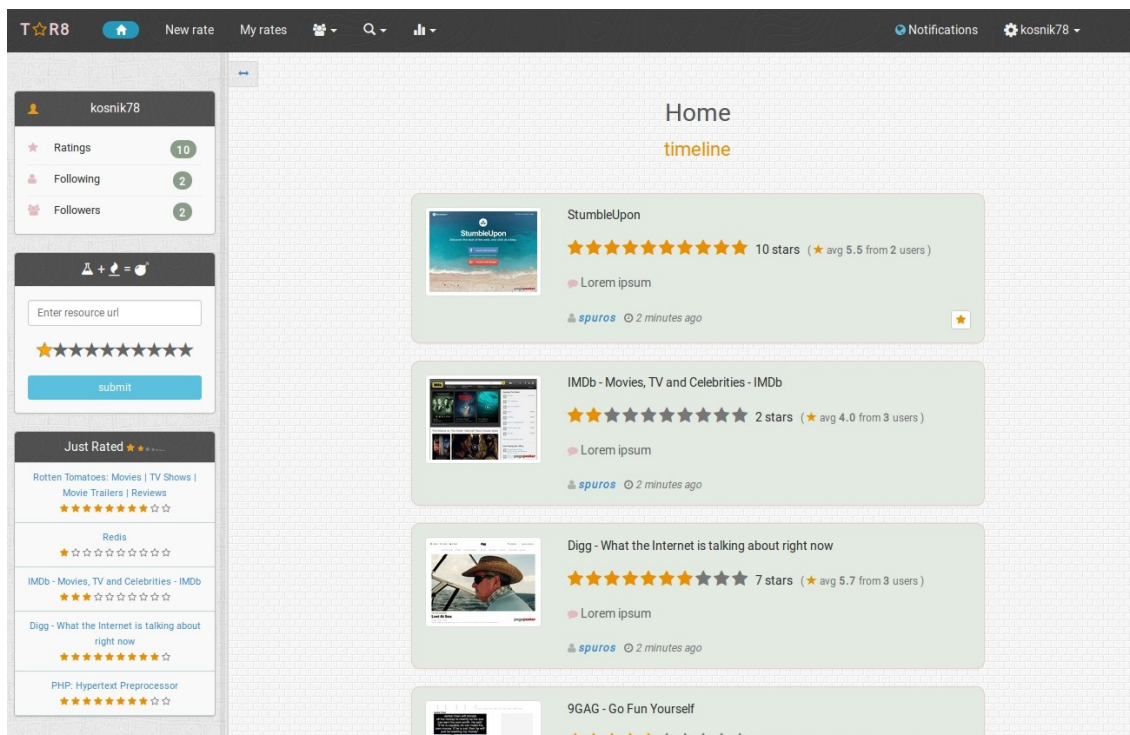 T☆R8
New rate
My rates
Notifications
kosnik78
kosnik78
Ratings 10
Following 2
Followers 2
+ =
Enter resource url
submit
Just Rated
Rotten Tomatoes: Movies | TV Shows |
Movie Trailers | Reviews
Redis
IMDb - Movies, TV and Celebrities - IMDb
Digg - What the Internet is talking about
right now
PHP: Hypertext Preprocessor
Home
timeline
StumbleUpon
StumbleUpon
10 stars ( avg 5.5 from 2 users )
Lorem ipsum
spuros 2 minutes ago
IMDb - Movies, TV and Celebrities - IMDb
2 stars ( avg 4.0 from 3 users )
Lorem ipsum
spuros 2 minutes ago
Digg - What the Internet is talking about right now
7 stars ( avg 5.7 from 3 users )
Lost At Sea
Lorem ipsum
spuros 2 minutes ago
9GAG - Go Fun Yourself